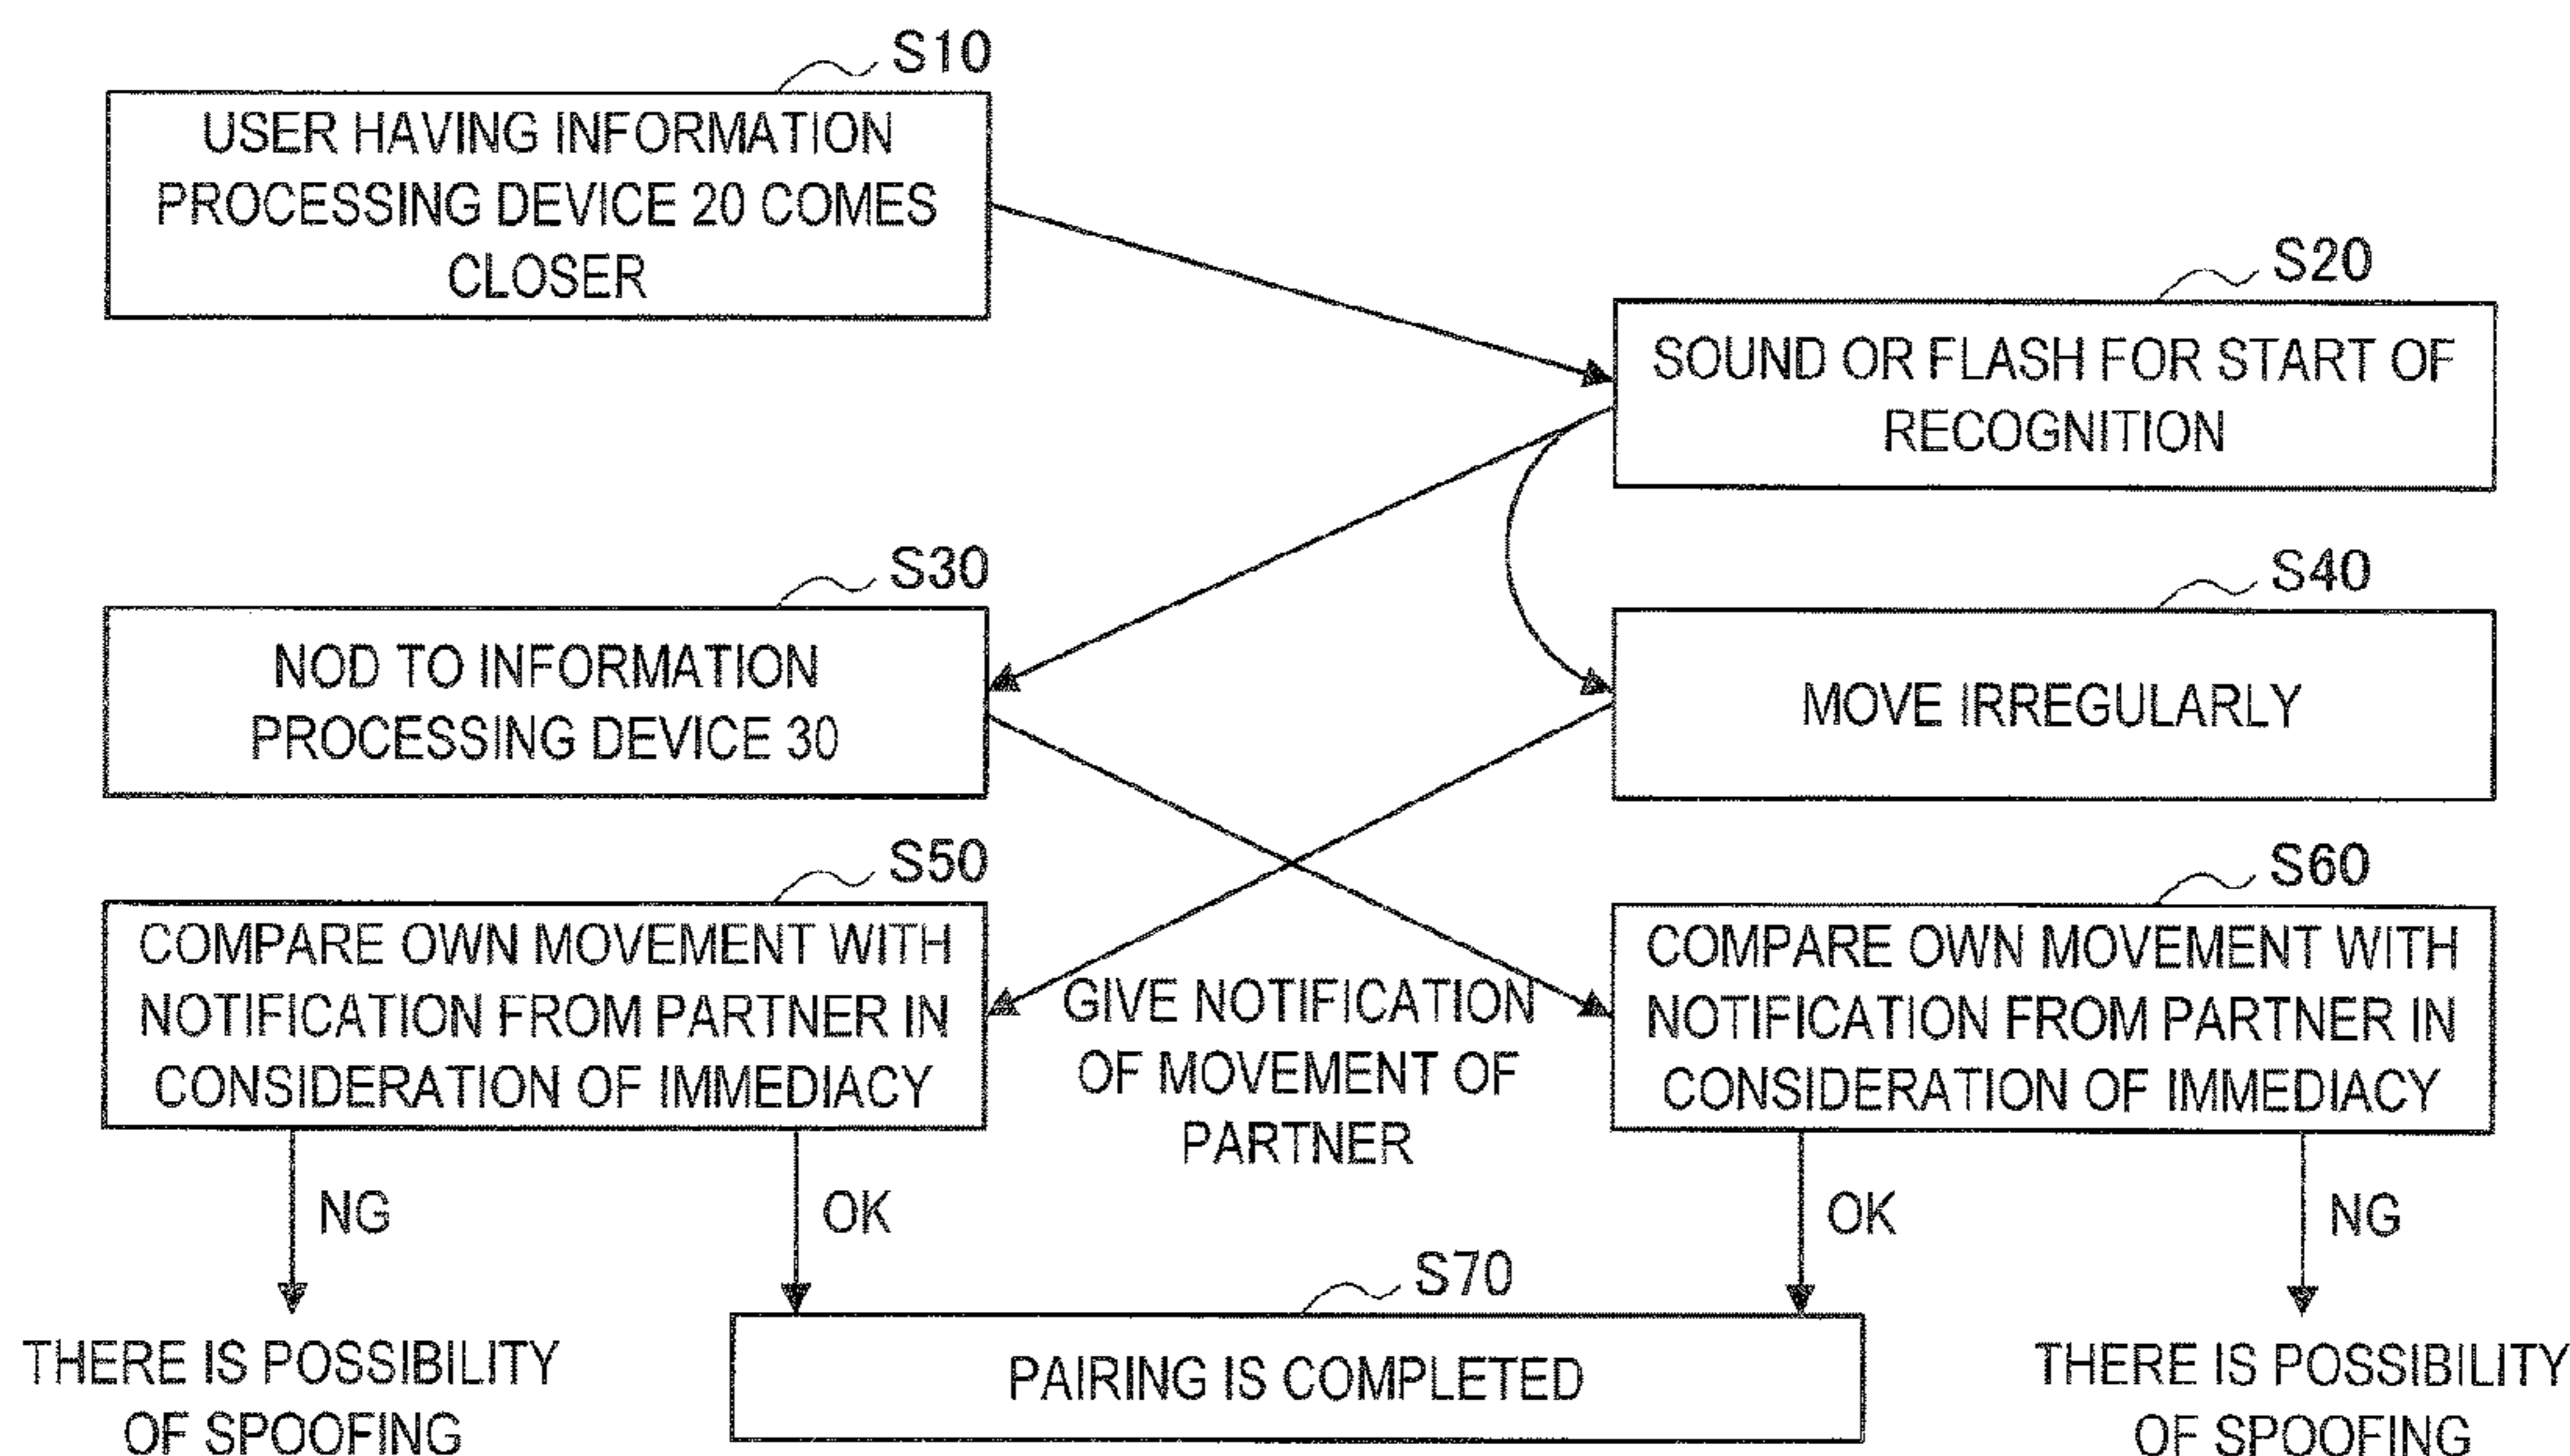 S10
USER HAVING INFORMATION
PROCESSING DEVICE 20 COMES
CLOSER
S20
SOUND OR FLASH FOR START OF
RECOGNITION
S30
NOD TO INFORMATION
PROCESSING DEVICE 30
S40
MOVE IRREGULARLY
S50
COMPARE OWN MOVEMENT WITH
NOTIFICATION FROM PARTNER IN
CONSIDERATION OF IMMEDIACY
GIVE NOTIFICATION
OF MOVEMENT OF
PARTNER
S60
COMPARE OWN MOVEMENT WITH
NOTIFICATION FROM PARTNER IN
CONSIDERATION OF IMMEDIACY
NG
OK
OK
NG
THERE IS POSSIBILITY
OF SPOOFING
S70
PAIRING IS COMPLETED
THERE IS POSSIBILITY
OF SPOOFING